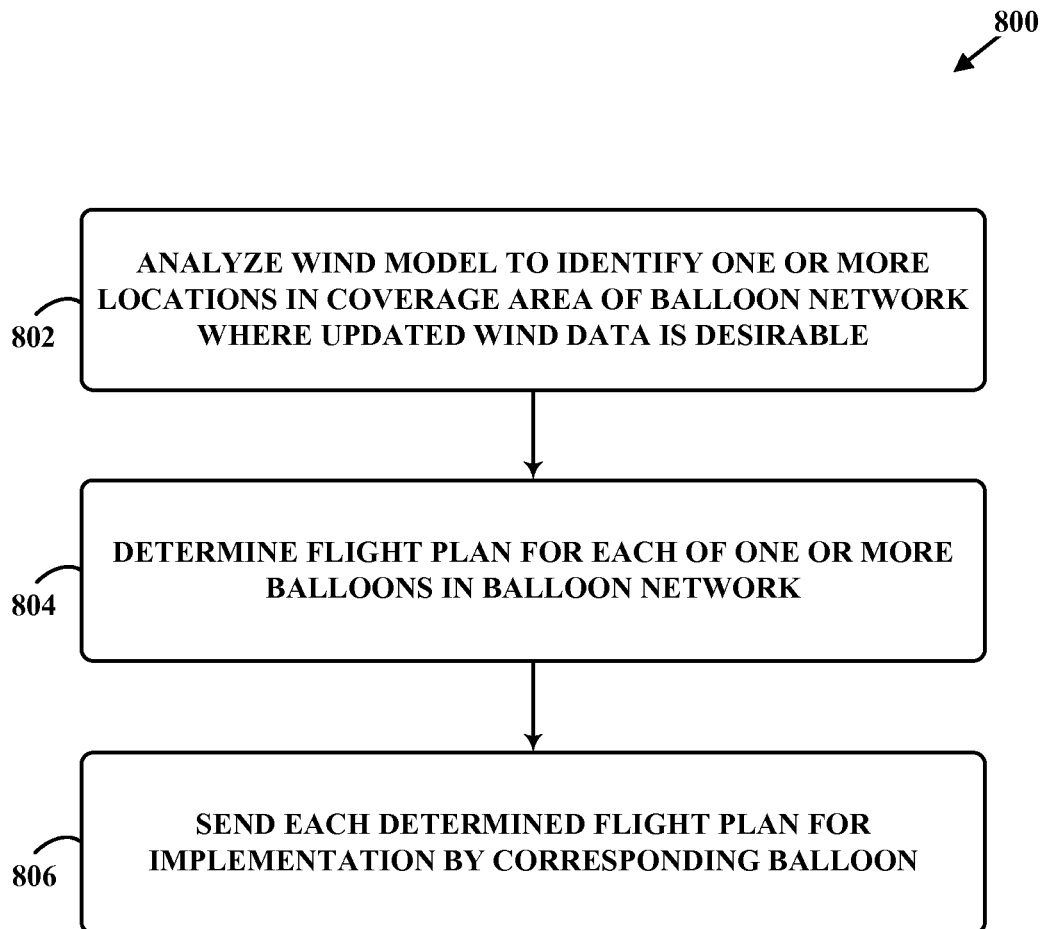 800
ANALYZE WIND MODEL TO IDENTIFY ONE OR MORE
LOCATIONS IN COVERAGE AREA OF BALLOON NETWORK
WHERE UPDATED WIND DATA IS DESIRABLE
802
DETERMINE FLIGHT PLAN FOR EACH OF ONE OR MORE
BALLOONS IN BALLOON NETWORK
804
SEND EACH DETERMINED FLIGHT PLAN FOR
IMPLEMENTATION BY CORRESPONDING BALLOON
806